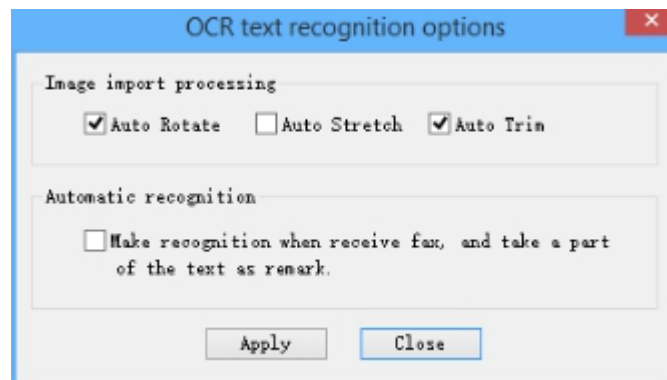 OCR text recognition options
Image import processing
Auto Rotate Auto Stretch Auto Trim
Automatic recognition
Make recognition when receive fax, and take a part
of the text as remark.
Apply Close